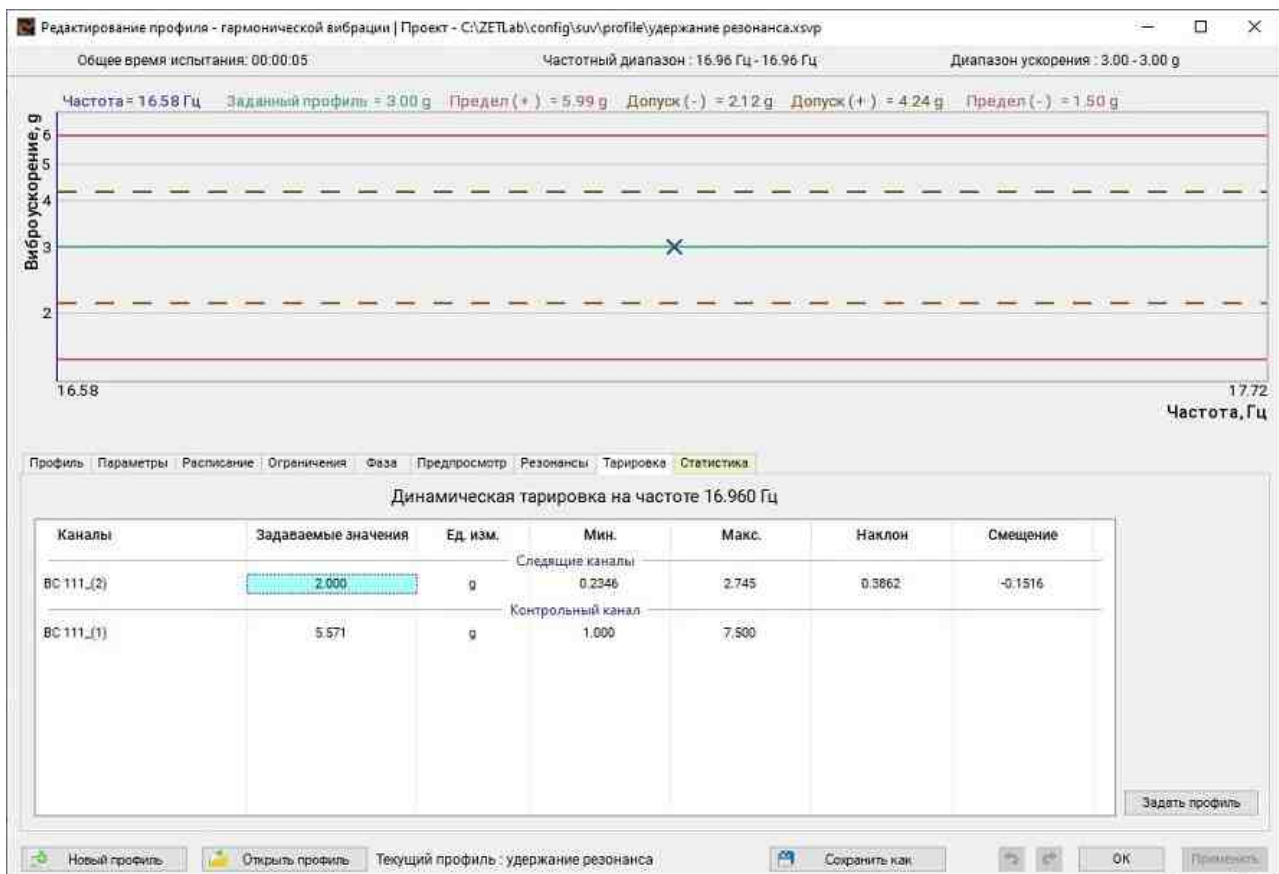 Редактирование профиля - гармонической вибрации | Проект - C:\ZETLab\config\suv\profile\удержание резонанса.xsvp
Общее время испытания: 00:00:05 Частотный диапазон : 16.96 Гц - 16.96 Гц Диапазон ускорения : 3.00 - 3.00 g
Частота = 16.58 Гц Заданный профиль = 3.00 g Предел ( + ) = 5.99 g Допуск ( - ) = 2.12 g Допуск ( + ) = 4.24 g Предел ( - ) = 1.50 g
Виброускорение, g
6
5
4
3
2
16.58 17.72
Частота, Гц
Профиль Параметры Расписание Ограничения Фаза Предпросмотр Резонансы Тарировка Статистика
Динамическая тарировка на частоте 16.960 Гц
Каналы Задаваемые значения Ед. изм. Мин. Макс. Наклон Смещение
Следящие каналы
ВС 111_(2) 2.000 g 0.2346 2.745 0.3862 -0.1516
Контрольный канал
ВС 111_(1) 5.571 g 1.000 7.500
Задать профиль
Новый профиль Открыть профиль Текущий профиль : удержание резонанса Сохранить как ОК Применить